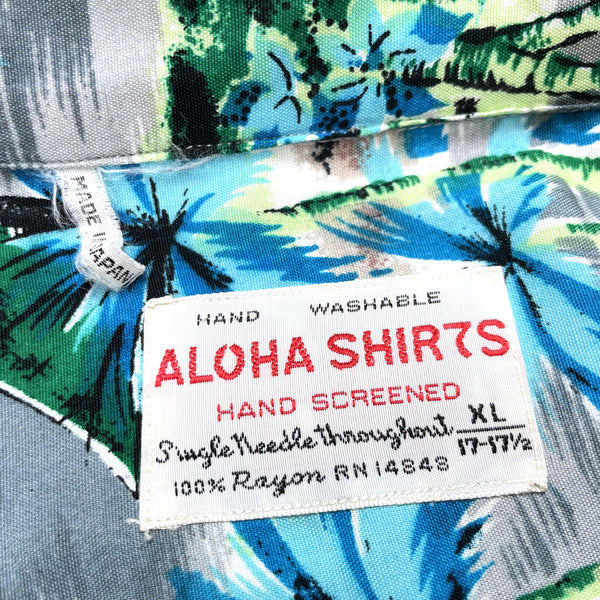 MADE IN JAPAN
HAND WASHABLE
ALOHA SHIR7S
HAND SCREENED
Single Needle throughout XL
17-17½
100% Rayon RN 14848